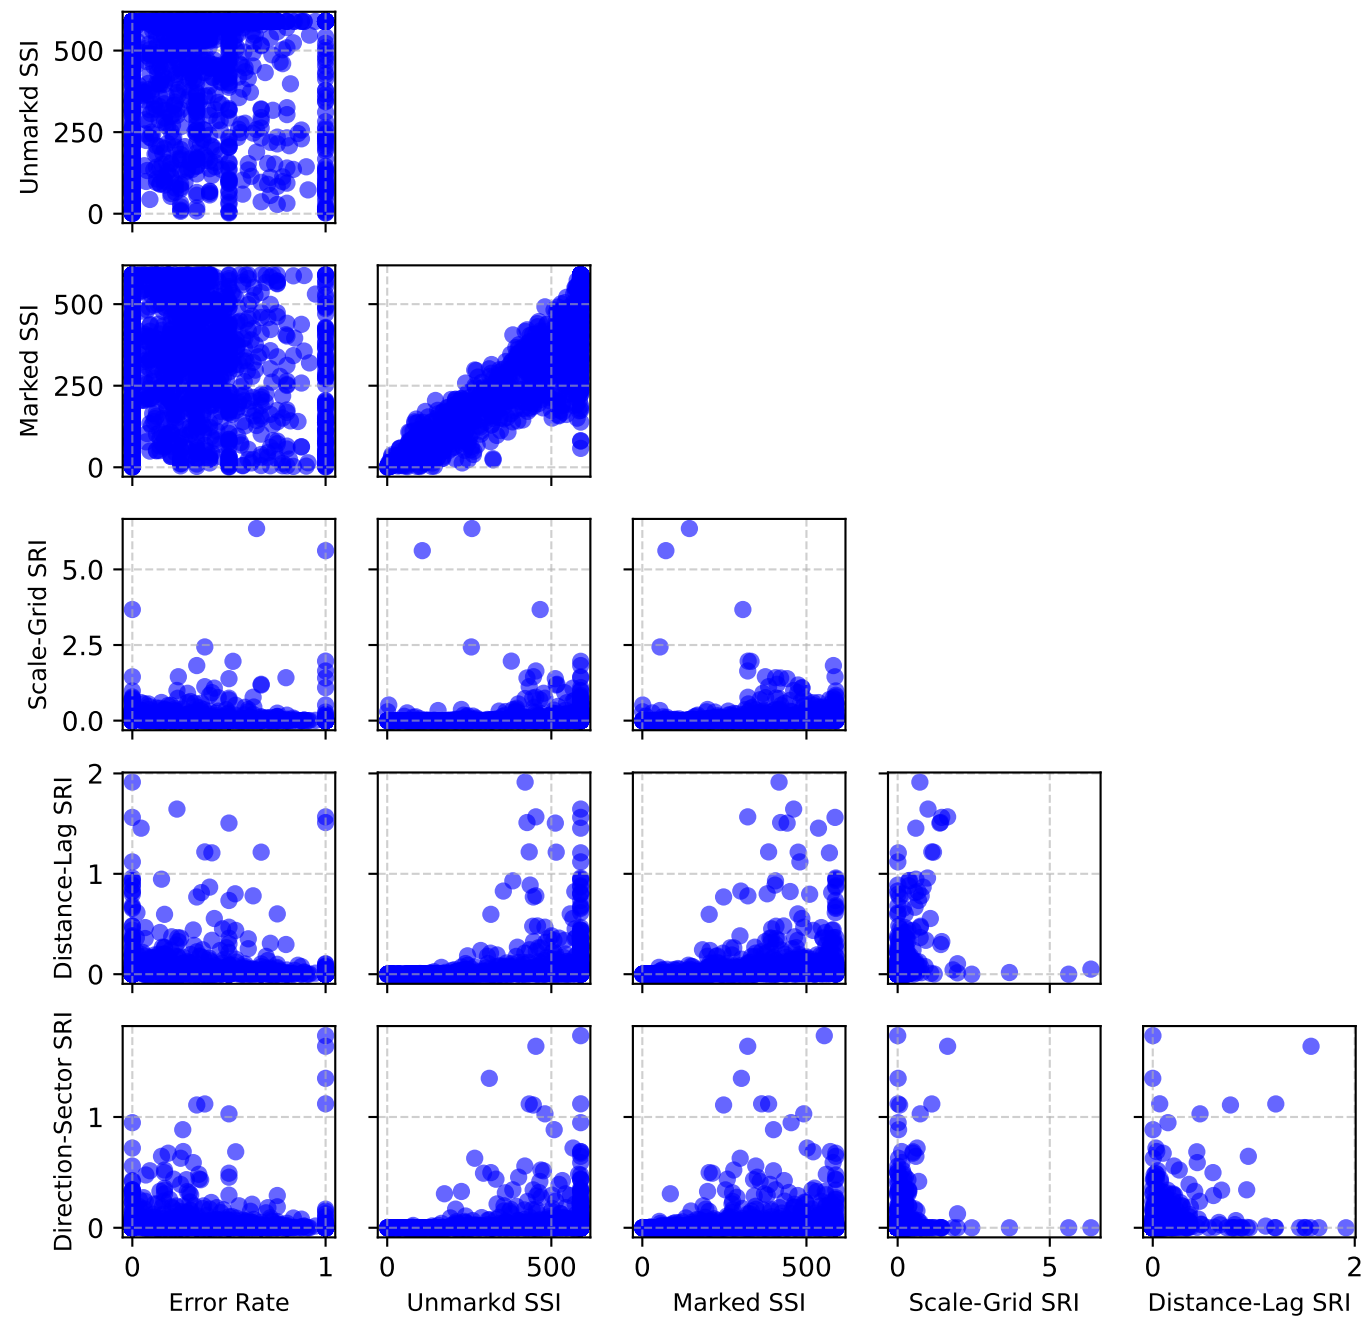 Unmarkd SSI
500
250
0
Marked SSI
500
250
0
Scale-Grid SRI
5.0
2.5
0.0
Distance-Lag SRI
2
1
0
Direction-Sector SRI
1
0
0 1 0 500 0 500 0 5 0 2
Error Rate Unmarkd SSI Marked SSI Scale-Grid SRI Distance-Lag SRI